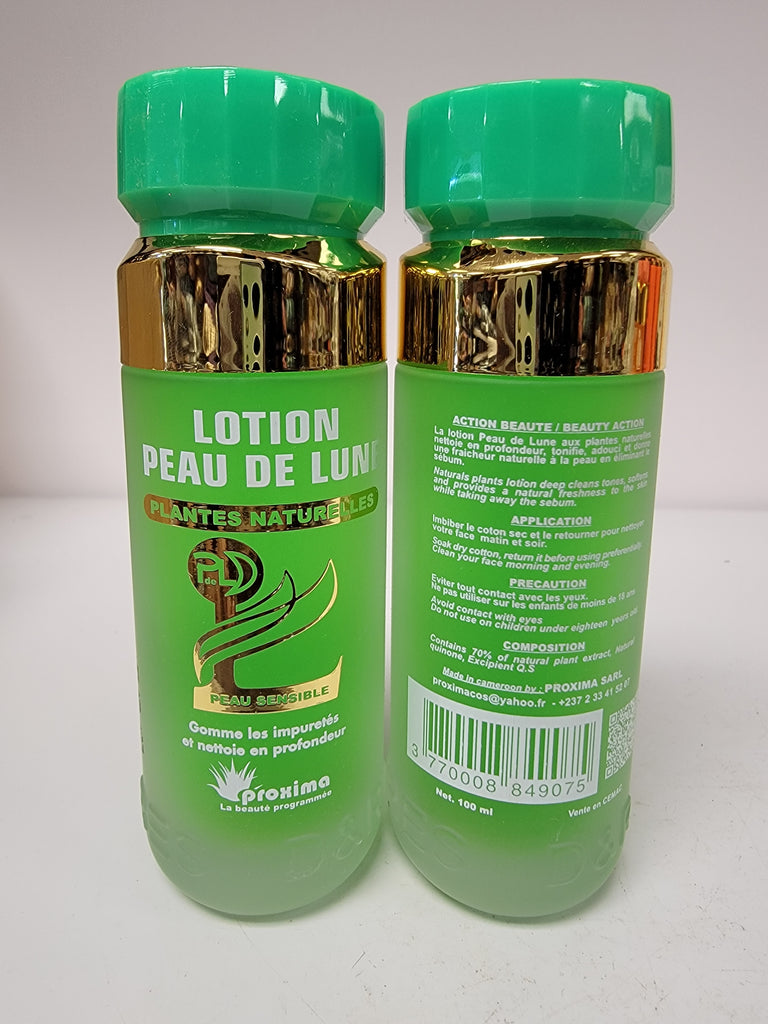 LOTION
PEAU DE LUNE
PLANTES NATURELLES
PdeL
PEAU SENSIBLE
Gomme les impuretés
et nettoie en profondeur
proxima
La beauté programmée
ACTION BEAUTE / BEAUTY ACTION
La lotion Peau de Lune aux plantes naturelles
nettoie en profondeur, tonifie, adouci et donne
une fraicheur naturelle à la peau en éliminant le
sébum.
Naturals plants lotion deep cleans tones, softens
and provides a natural freshness to the skin
while taking away the sebum.
APPLICATION
Imbiber le coton sec et le retourner pour nettoyer
votre face matin et soir.
Soak dry cotton, return it before using preferentially
Clean your face morning and evening.
PRECAUTION
Eviter tout contact avec les yeux.
Ne pas utiliser sur les enfants de moins de 18 ans
Avoid contact with eyes
Do not use on children under eighteen years old.
COMPOSITION
Contains 70% of natural plant extract, Natural
quinone, Excipient Q.S
Made in cameroon by : PROXIMA SARL
proximacos@yahoo.fr - +237 2 33 41 52 07
3 770008 849075
Net. 100 ml
Vente en CEMAC